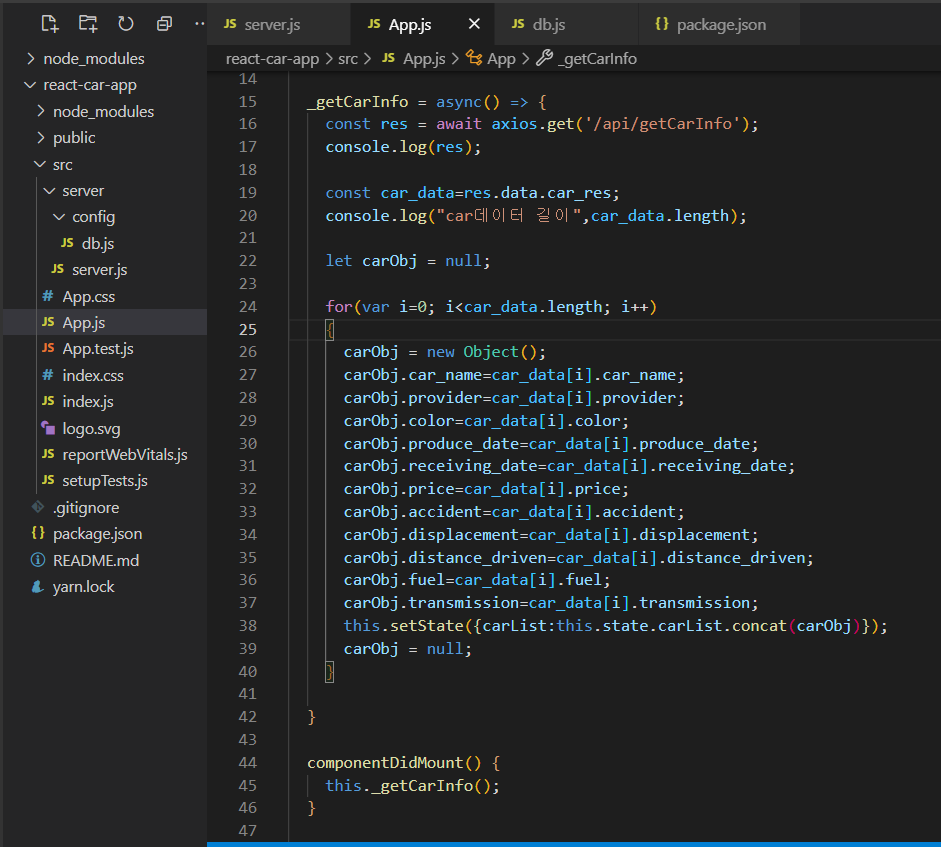 server.js
App.js
db.js
package.json
node_modules
react-car-app
node_modules
public
src
server
config
db.js
server.js
App.css
App.js
App.test.js
index.css
index.js
logo.svg
reportWebVitals.js
setupTests.js
.gitignore
package.json
README.md
yarn.lock
react-car-app > src > JS App.js > App > _getCarInfo
14
15 _getCarInfo = async() => {
16 const res = await axios.get('/api/getCarInfo');
17 console.log(res);
18
19 const car_data=res.data.car_res;
20 console.log("car데이터 길이",car_data.length);
21
22 let carObj = null;
23
24 for(var i=0; i<car_data.length; i++)
25 {
26 carObj = new Object();
27 carObj.car_name=car_data[i].car_name;
28 carObj.provider=car_data[i].provider;
29 carObj.color=car_data[i].color;
30 carObj.produce_date=car_data[i].produce_date;
31 carObj.receiving_date=car_data[i].receiving_date;
32 carObj.price=car_data[i].price;
33 carObj.accident=car_data[i].accident;
34 carObj.displacement=car_data[i].displacement;
35 carObj.distance_driven=car_data[i].distance_driven;
36 carObj.fuel=car_data[i].fuel;
37 carObj.transmission=car_data[i].transmission;
38 this.setState({carList:this.state.carList.concat(carObj)});
39 carObj = null;
40 }
41
42 }
43
44 componentDidMount() {
45 this._getCarInfo();
46 }
47